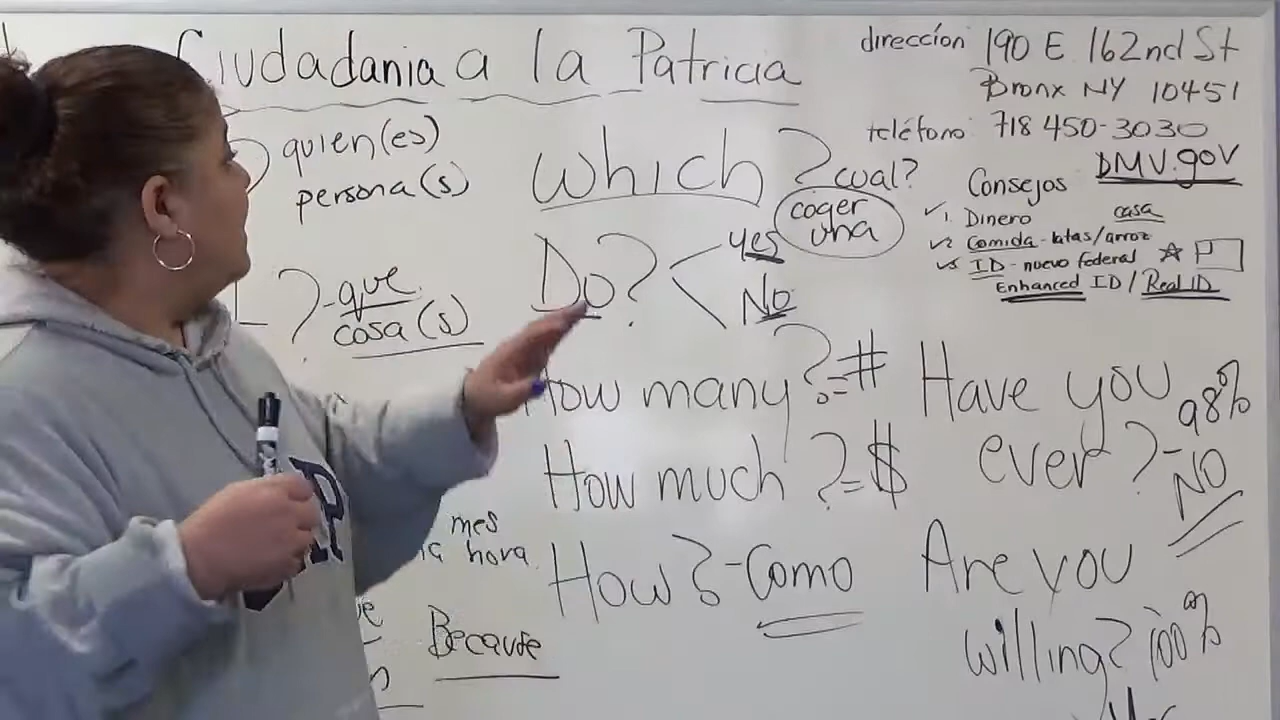 Ciudadania a la Patricia
dirección 190 E 162nd St
Bronx NY 10451
teléfono 718 450-3030
DMV.gov
? quien(es)
persona(s)
Which ? cual?
coger
una
Consejos
✓1. Dinero casa
✓2 Comida-latas/arroz
✓3 ID - nuevo federal
Enhanced ID / Real ID
? - que
cosa(s)
Do? yes
No
How many? = #
How much? = $
How? - Como
Have you
ever? - 98%
NO
Are you
willing? 100%
mes
hora
Because